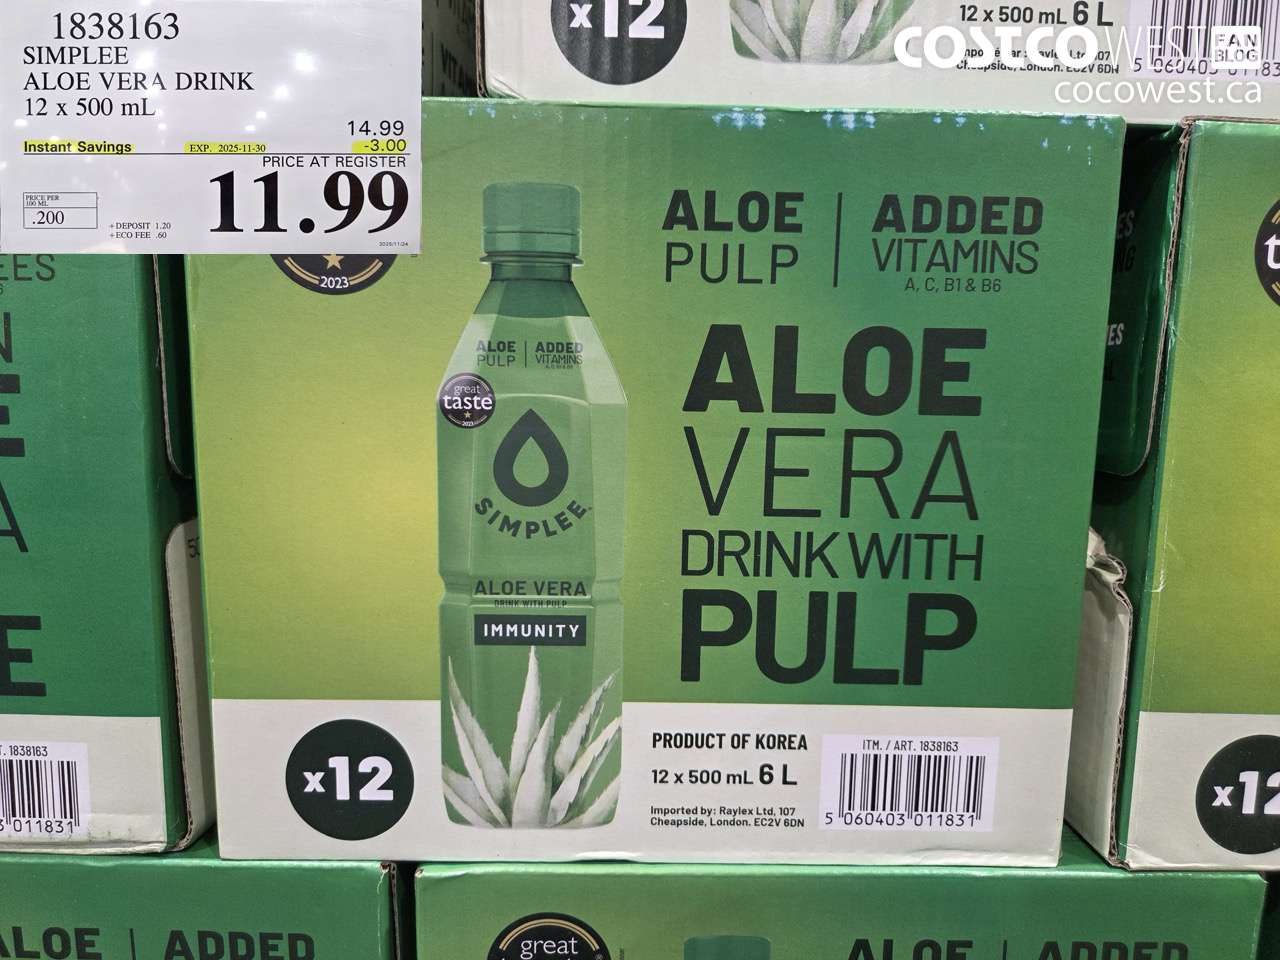 1838163
SIMPLEE
ALOE VERA DRINK
12 x 500 mL
14.99
Instant Savings EXP. 2025-11-30 -3.00
PRICE AT REGISTER
11.99
PRICE PER
100 ML
.200
+DEPOSIT 1.20
+ECO FEE .60
2025/11/24
x12
12 x 500 mL 6 L
COSTCO WEST
FAN
BLOG
cocowest.ca
2023
ALOE
PULP
ADDED
VITAMINS
A, C, B1 & B6
ALOE
VERA
DRINK WITH
PULP
ALOE
PULP
ADDED
VITAMINS
great
taste
2023
SIMPLEE
ALOE VERA
DRINK WITH PULP
IMMUNITY
x12
PRODUCT OF KOREA
12 x 500 mL 6 L
Imported by: Raylex Ltd, 107
Cheapside, London. EC2V 6DN
ITM. / ART. 1838163
5 060403 011831
1838163
011831
x12
ALOE
ADDED
great
ALOE
ADDED